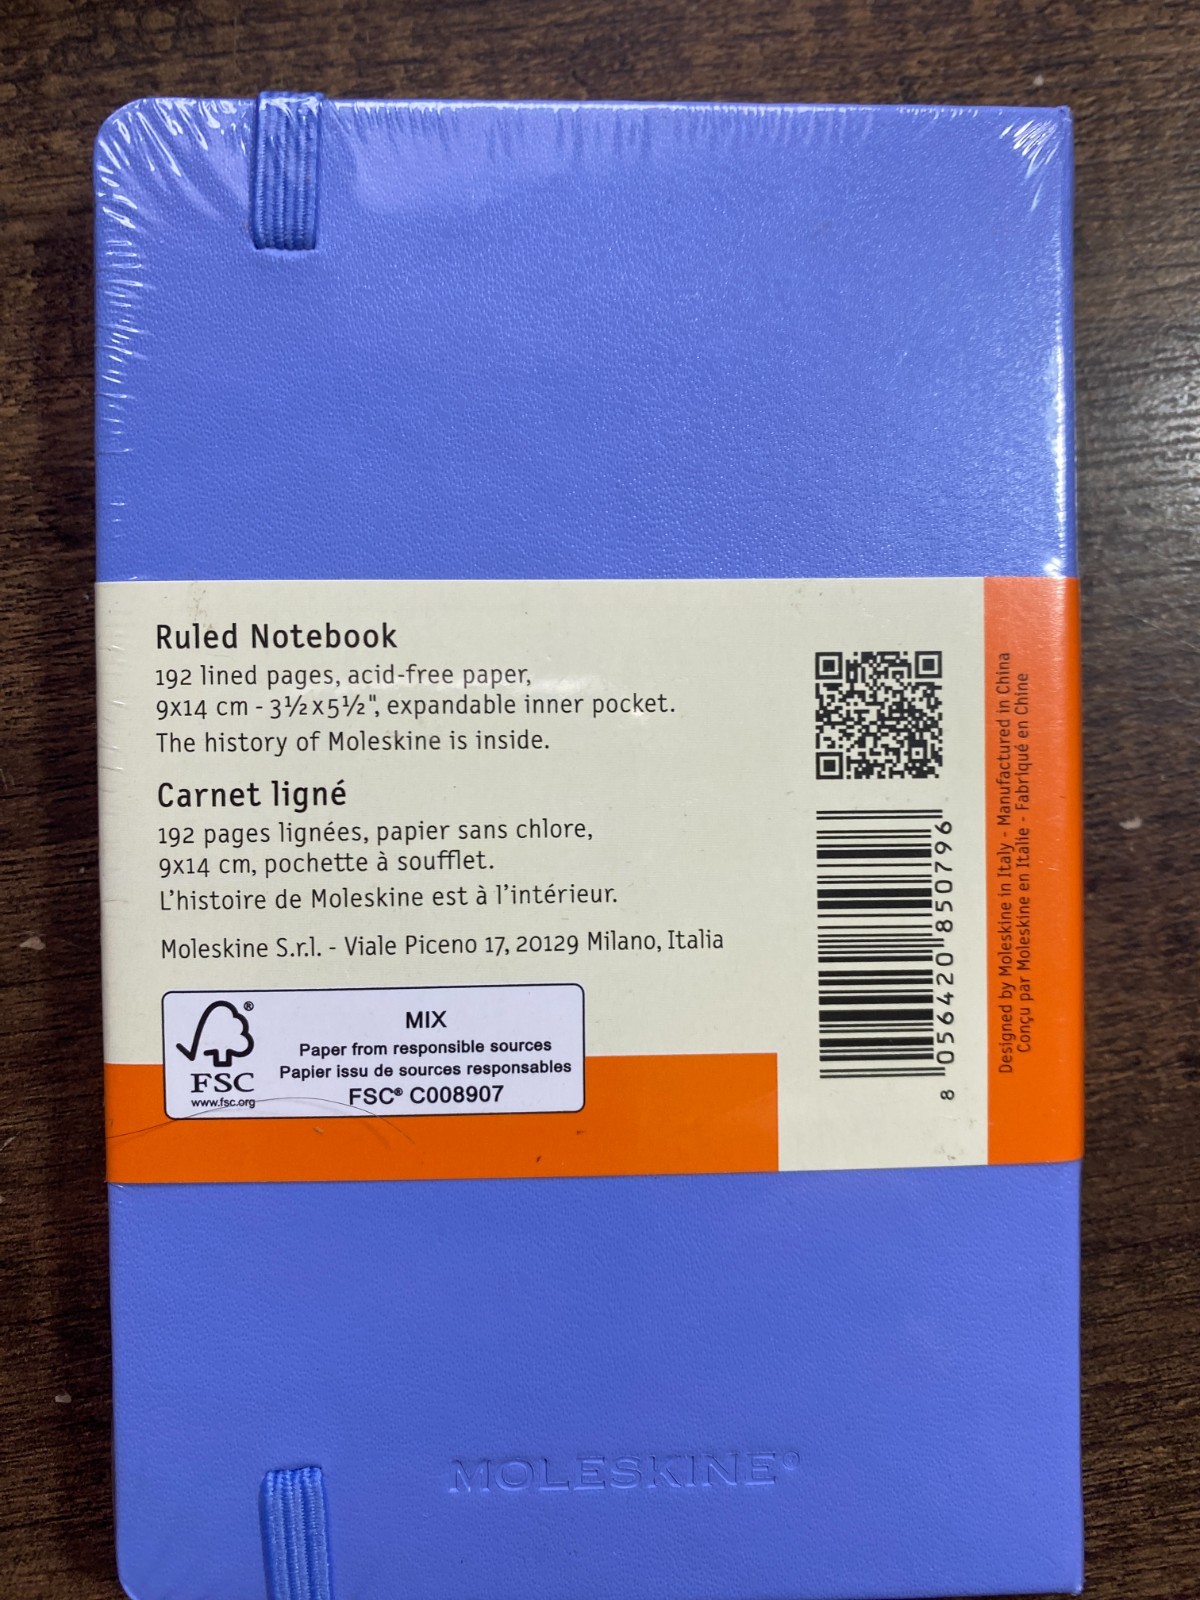 Ruled Notebook
192 lined pages, acid-free paper,
9x14 cm - 3½x5½", expandable inner pocket.
The history of Moleskine is inside.
Carnet ligné
192 pages lignées, papier sans chlore,
9x14 cm, pochette à soufflet.
L'histoire de Moleskine est à l'intérieur.
Moleskine S.r.l. - Viale Piceno 17, 20129 Milano, Italia
®
FSC
www.fsc.org
MIX
Paper from responsible sources
Papier issu de sources responsables
FSC® C008907
8 056420 850796
Designed by Moleskine in Italy - Manufactured in China
Conçu par Moleskine en Italie - Fabriqué en Chine
MOLESKINE®